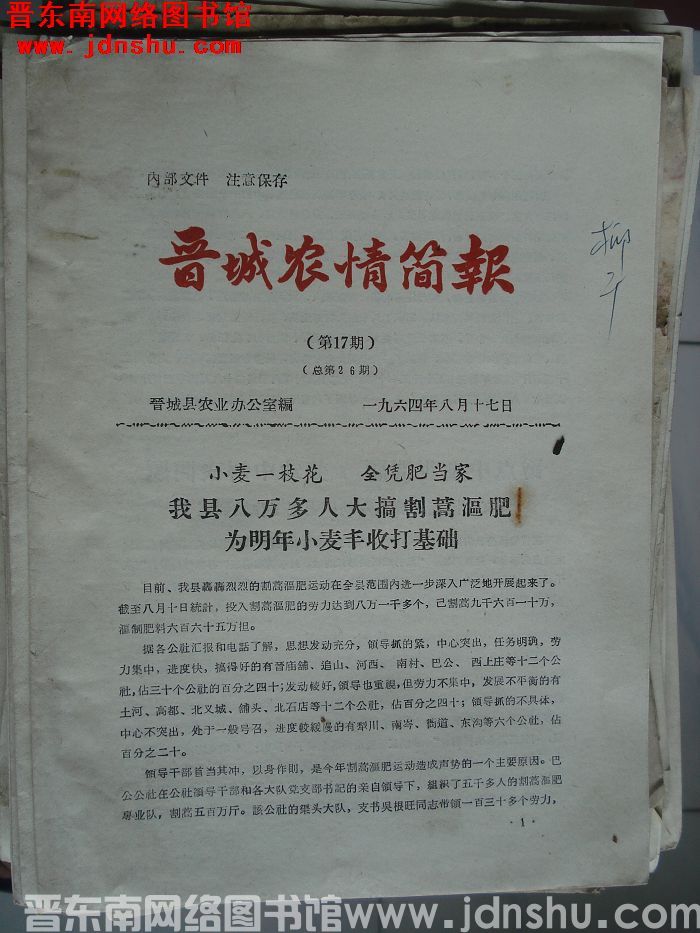 晋东南网络图书馆
www.jdnshu.com
内部文件 注意保存
晋城农情简報
（第17期）
（总第26期）
晋城县农业办公室編 一九六四年八月十七日
小麦一枝花 全凭肥当家
我县八万多人大搞割蒿漚肥
为明年小麦丰收打基础
目前、我县轟轟烈烈的割蒿漚肥运动在全县范围内进一步深入广泛地开展起来了。
截至八月十日統計，投入割蒿漚肥的劳力达到八万一千多个，己割蒿九千六百一十万，
漚制肥料六百六十五万担。
据各公社汇报和电話了解，思想发动充分，領导抓的紧，中心突出，任务明确，劳
力集中，进度快，搞得好的有晉庙舖、追山、河西、南村、巴公、西上庄等十二个公
社，佔三十个公社的百分之四十；发动較好，領导也重視，但劳力不集中，发展不平衡的有
土河、高都、北义城、舖头、北石店等十二个公社，佔百分之四十；領导抓的不具体，
中心不突出，处于一般号召，进度較緩慢的有犁川、南岑、衙道、东沟等六个公社，佔
百分之二十。
領导干部首当其冲，以身作則，是今年割蒿漚肥运动造成声势的一个主要原因。巴
公公社在公社領导干部和各大队党支部书記的亲自領导下，組織了五千多人的割蒿漚肥
专业队，割蒿五百万斤。該公社的渠头大队，支书吳根旺同志带領一百三十多个劳力，
·1·
晋东南网络图书馆www.jdnshu.com